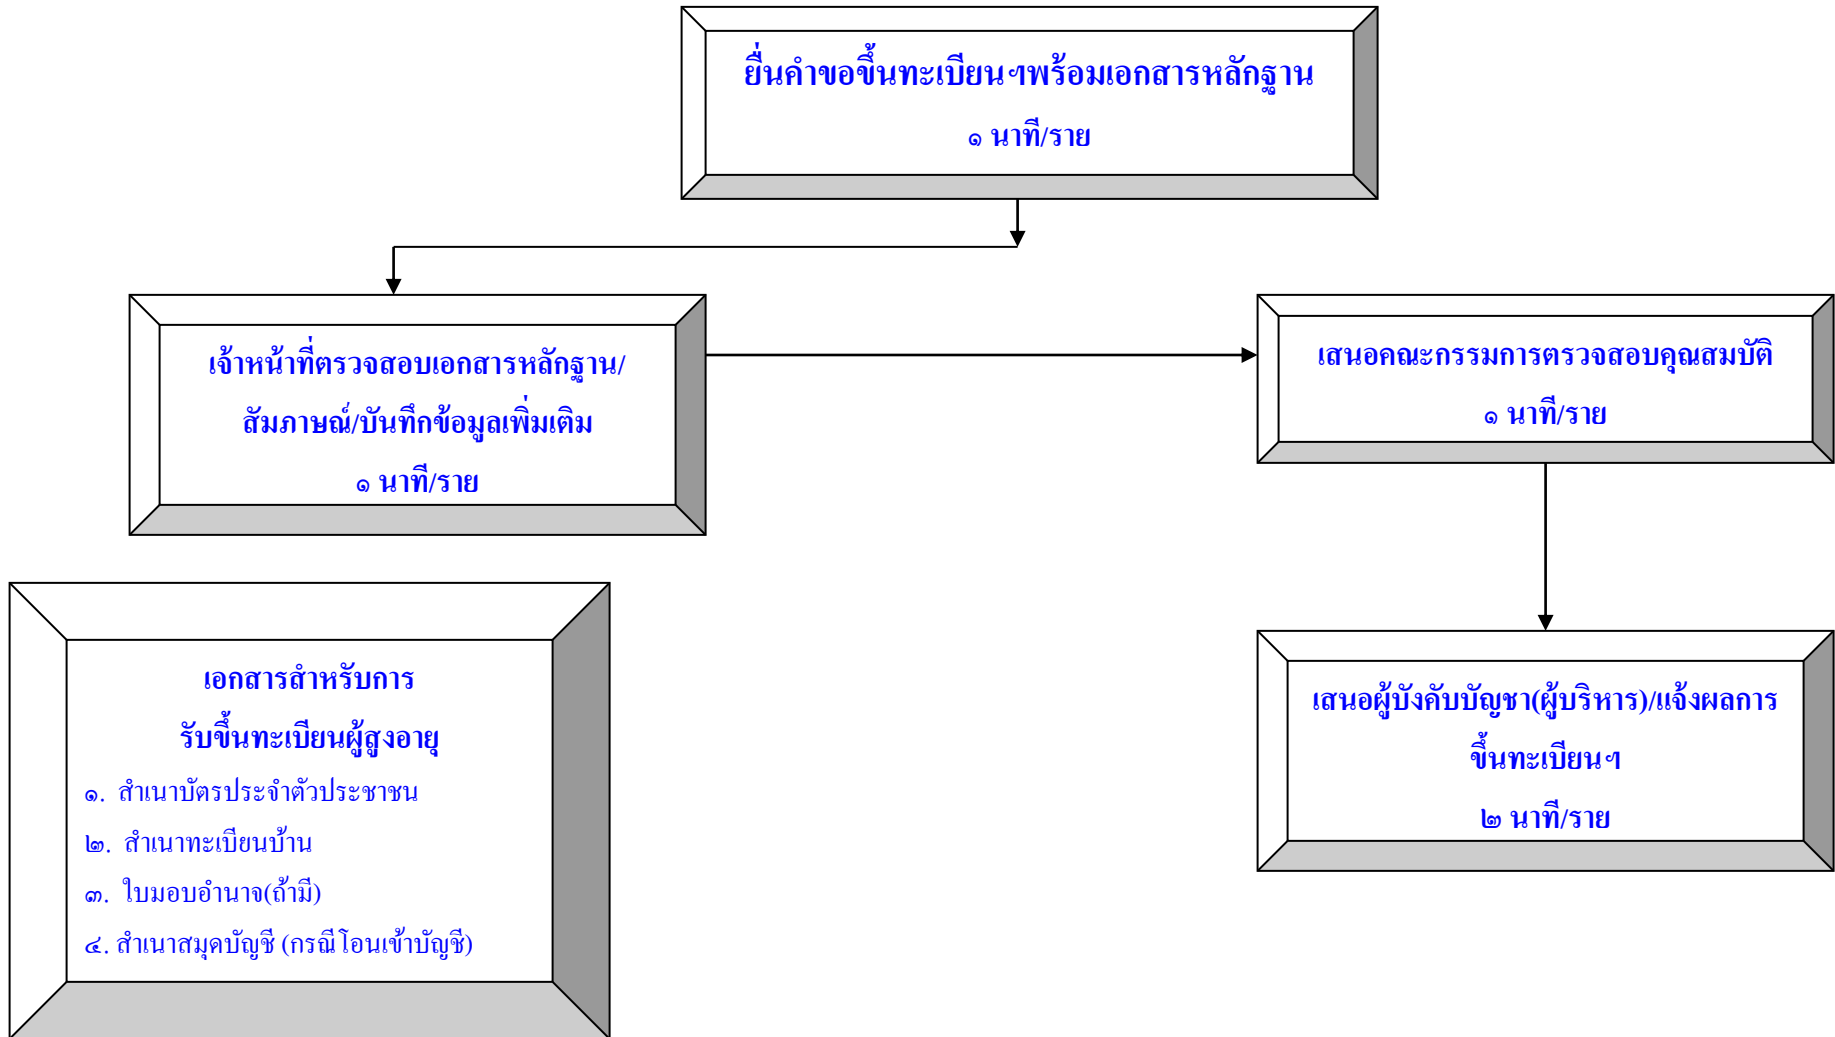 ยื่นคำขอขึ้นทะเบียนฯพร้อมเอกสารหลักฐาน
๑ นาที/ราย
เจ้าหน้าที่ตรวจสอบเอกสารหลักฐาน/
สัมภาษณ์/บันทึกข้อมูลเพิ่มเติม
๑ นาที/ราย
เสนอคณะกรรมการตรวจสอบคุณสมบัติ
๑ นาที/ราย
เสนอผู้บังคับบัญชา(ผู้บริหาร)/แจ้งผลการ
ขึ้นทะเบียนฯ
๒ นาที/ราย
เอกสารสำหรับการ
รับขึ้นทะเบียนผู้สูงอายุ
๑. สำเนาบัตรประจำตัวประชาชน
๒. สำเนาทะเบียนบ้าน
๓. ใบมอบอำนาจ(ถ้ามี)
๔. สำเนาสมุดบัญชี (กรณีโอนเข้าบัญชี)